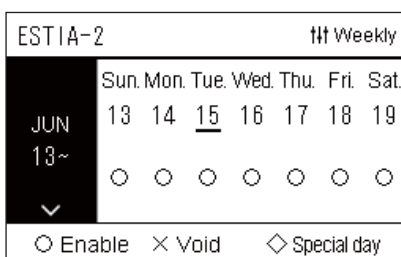 ESTIA-2 Weekly
Sun. Mon. Tue. Wed. Thu. Fri. Sat.
JUN 13 14 15 16 17 18 19
13~
○ ○ ○ ○ ○ ○ ○
○ Enable × Void ◇ Special day